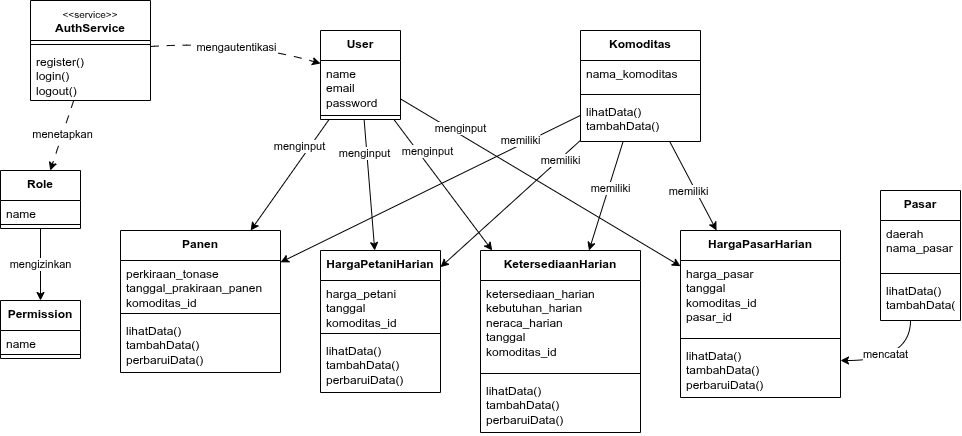 <<service>>
AuthService
register()
login()
logout()
mengautentikasi
User
name
email
password
Komoditas
nama_komoditas
lihatData()
tambahData()
menetapkan
menginput
menginput
menginput
menginput
memiliki
memiliki
memiliki
memiliki
Role
name
mengizinkan
Permission
name
Panen
perkiraan_tonase
tanggal_prakiraan_panen
komoditas_id
lihatData()
tambahData()
perbaruiData()
HargaPetaniHarian
harga_petani
tanggal
komoditas_id
lihatData()
tambahData()
perbaruiData()
KetersediaanHarian
ketersediaan_harian
kebutuhan_harian
neraca_harian
tanggal
komoditas_id
lihatData()
tambahData()
perbaruiData()
HargaPasarHarian
harga_pasar
tanggal
komoditas_id
pasar_id
lihatData()
tambahData()
perbaruiData()
Pasar
daerah
nama_pasar
lihatData()
tambahData(
mencatat